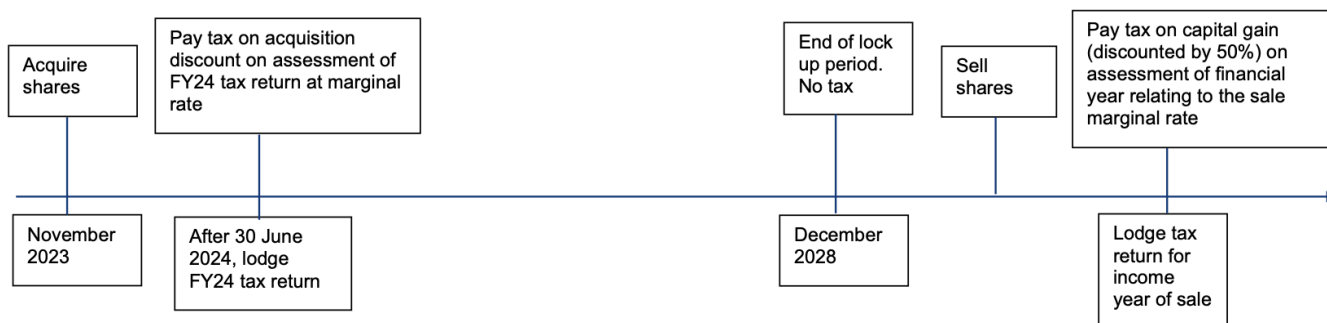 Acquire
shares
Pay tax on acquisition
discount on assessment of
FY24 tax return at marginal
rate
End of lock
up period.
No tax
Sell
shares
Pay tax on capital gain
(discounted by 50%) on
assessment of financial
year relating to the sale
marginal rate
November
2023
After 30 June
2024, lodge
FY24 tax return
December
2028
Lodge tax
return for
income
year of sale